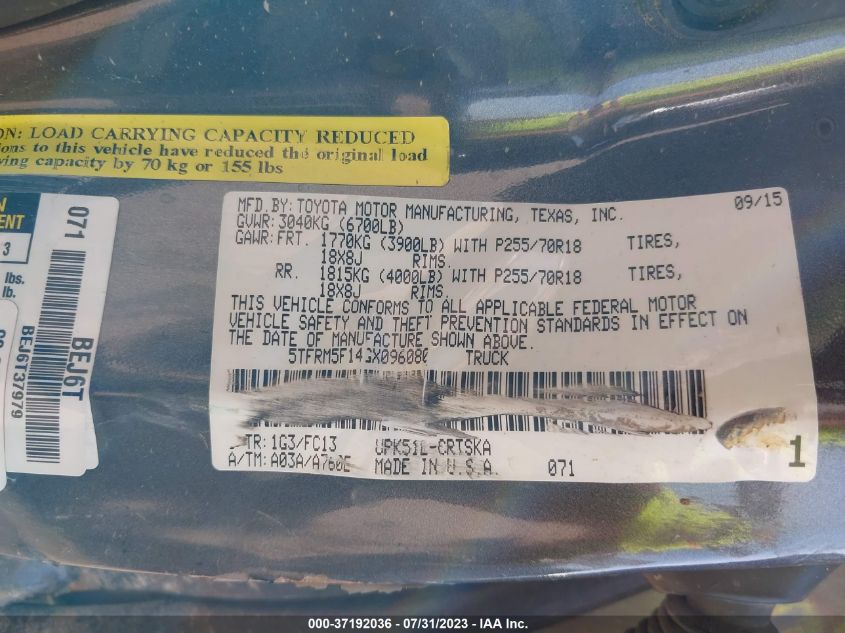 ON: LOAD CARRYING CAPACITY REDUCED
tions to this vehicle have reduced the original load
ying capacity by 70 kg or 155 lbs
N
ENT
3
lbs.
lb.
071
BEJ6T
BEJ6T37979
MFD.BY: TOYOTA MOTOR MANUFACTURING, TEXAS, INC. 09/15
GVWR: 3040KG (6700LB)
GAWR: FRT. 1770KG (3900LB) WITH P255/70R18 TIRES,
18X8J RIMS.
RR. 1815KG (4000LB) WITH P255/70R18 TIRES,
18X8J RIMS.
THIS VEHICLE CONFORMS TO ALL APPLICABLE FEDERAL MOTOR
VEHICLE SAFETY AND THEFT PREVENTION STANDARDS IN EFFECT ON
THE DATE OF MANUFACTURE SHOWN ABOVE.
5TFRM5F14GX096080 TRUCK
TR: 1G3/FC13 UPK51L-CRTSKA
A/TM: A03A/A760E MADE IN U.S.A. 071
1
000-37192036 - 07/31/2023 - IAA Inc.